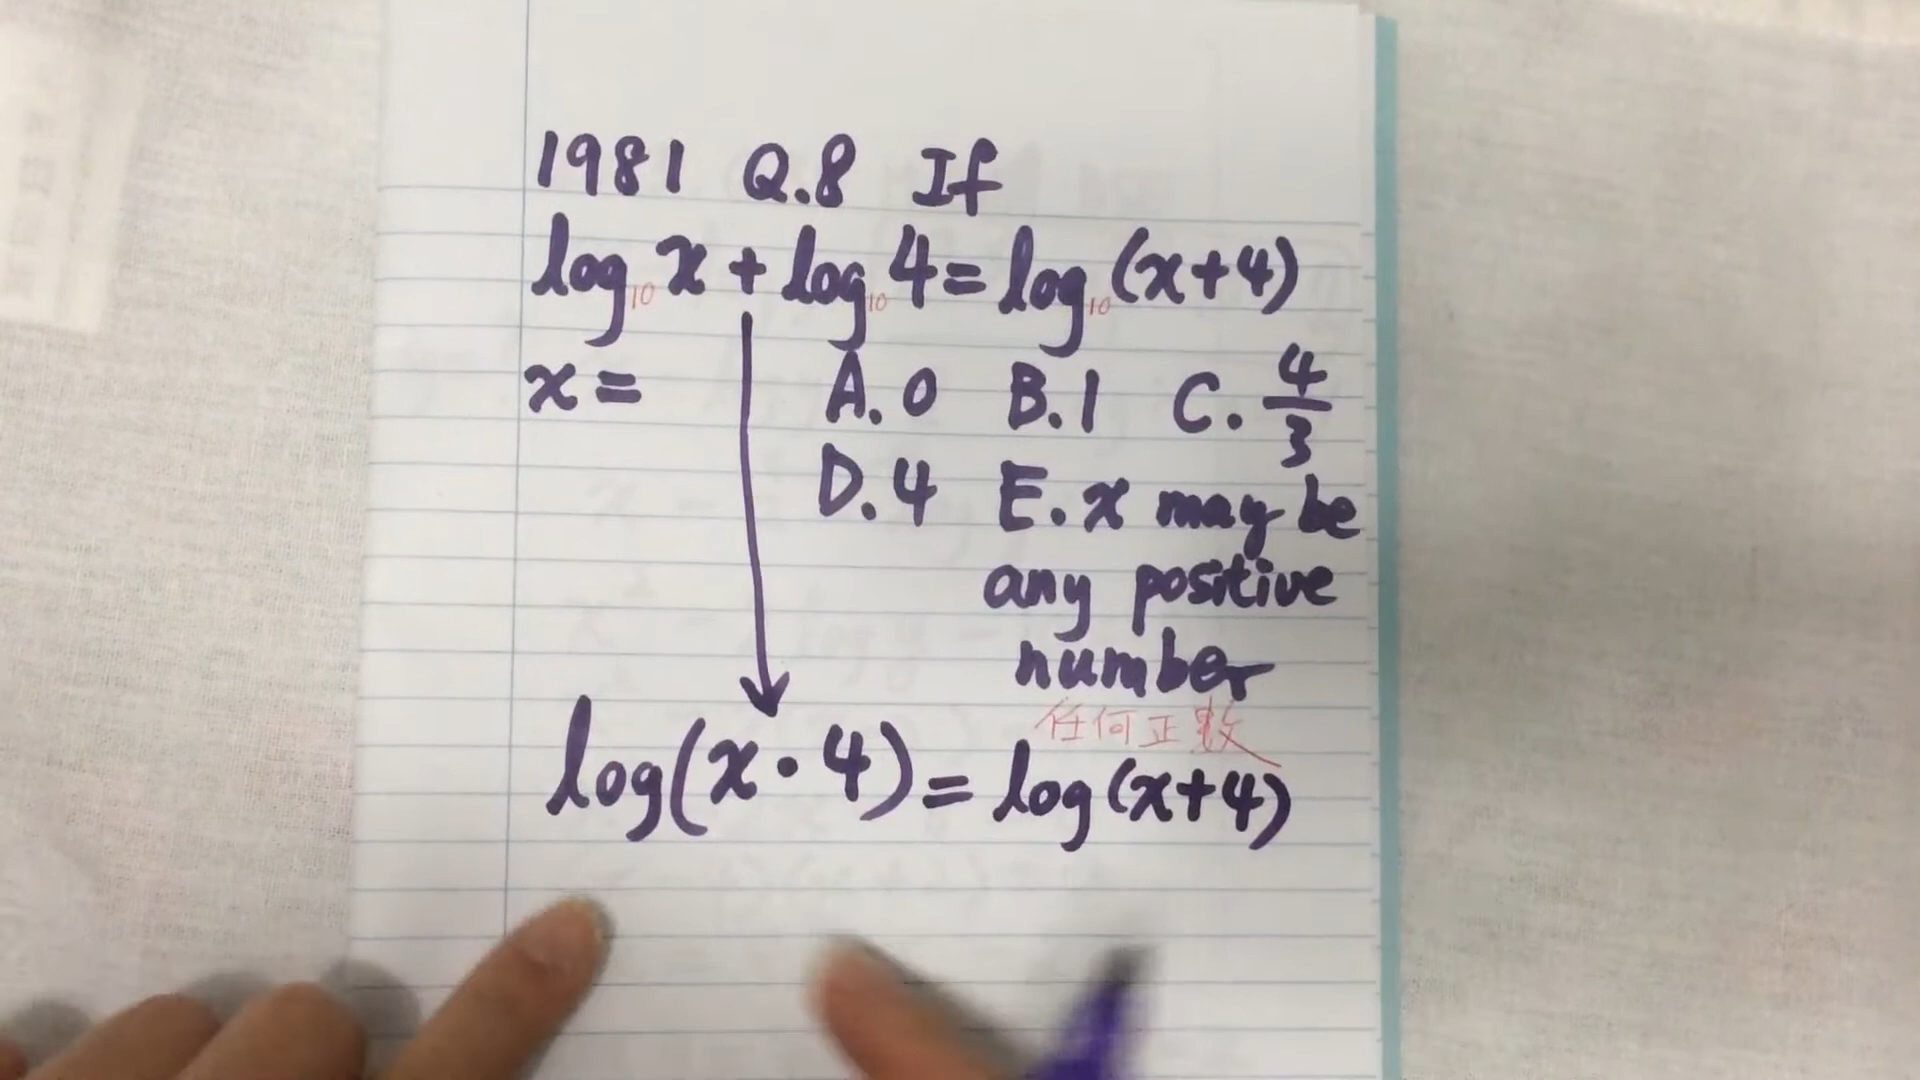 1981 Q.8 If
log₁₀ x + log₁₀ 4 = log₁₀ (x+4)
x = A. 0 B. 1 C. 4/3
D. 4 E. x may be
any positive
number
任何正数
log(x・4) = log(x+4)